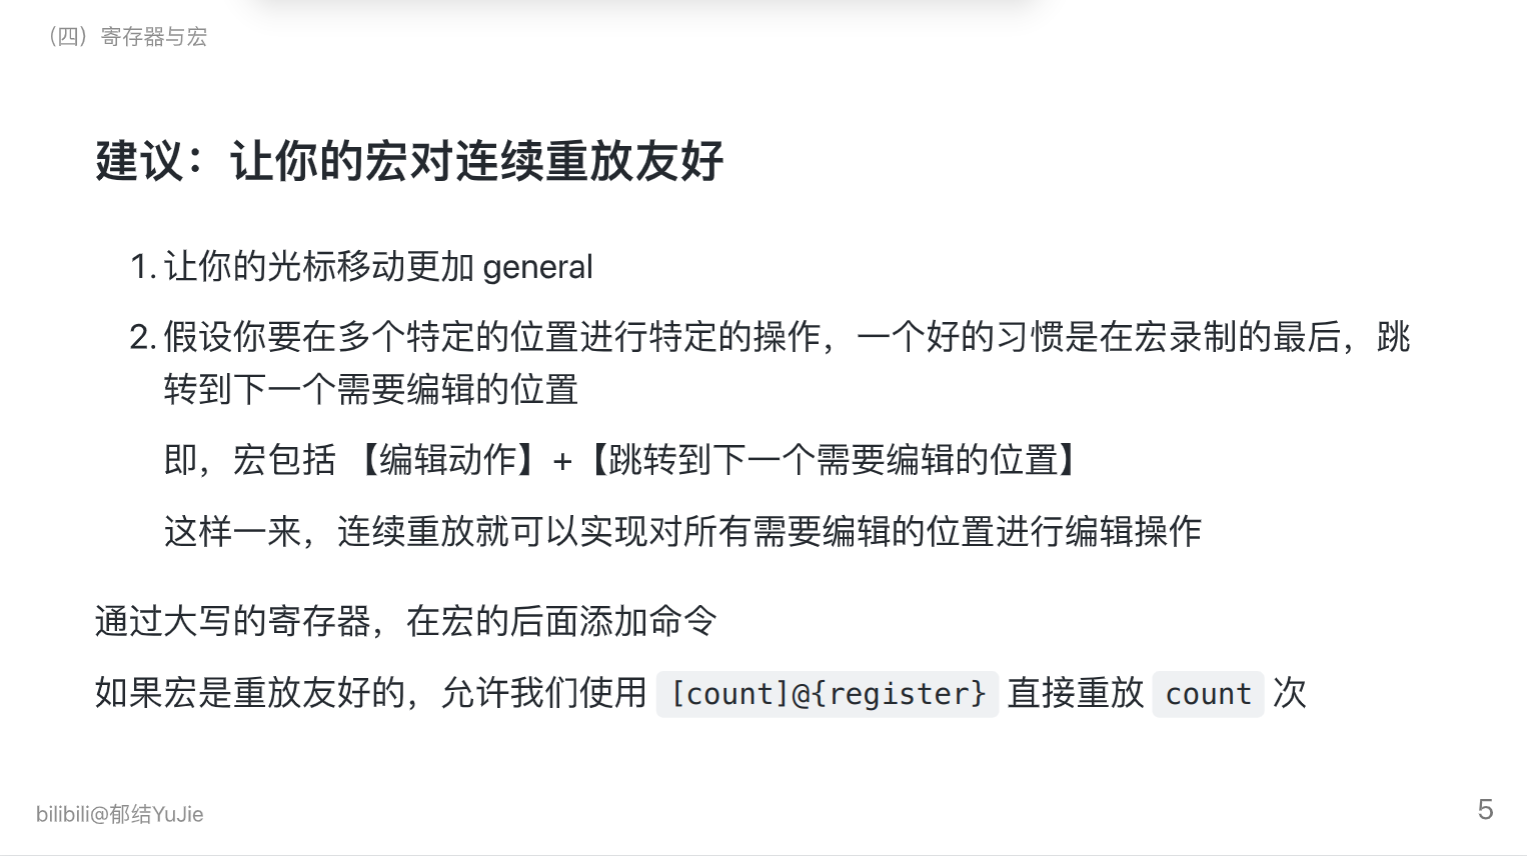 （四）寄存器与宏
建议：让你的宏对连续重放友好
1. 让你的光标移动更加 general
2. 假设你要在多个特定的位置进行特定的操作，一个好的习惯是在宏录制的最后，跳
转到下一个需要编辑的位置
即，宏包括 【编辑动作】+【跳转到下一个需要编辑的位置】
这样一来，连续重放就可以实现对所有需要编辑的位置进行编辑操作
通过大写的寄存器，在宏的后面添加命令
如果宏是重放友好的，允许我们使用 [count]@{register} 直接重放 count 次
bilibili@郁结YuJie
5